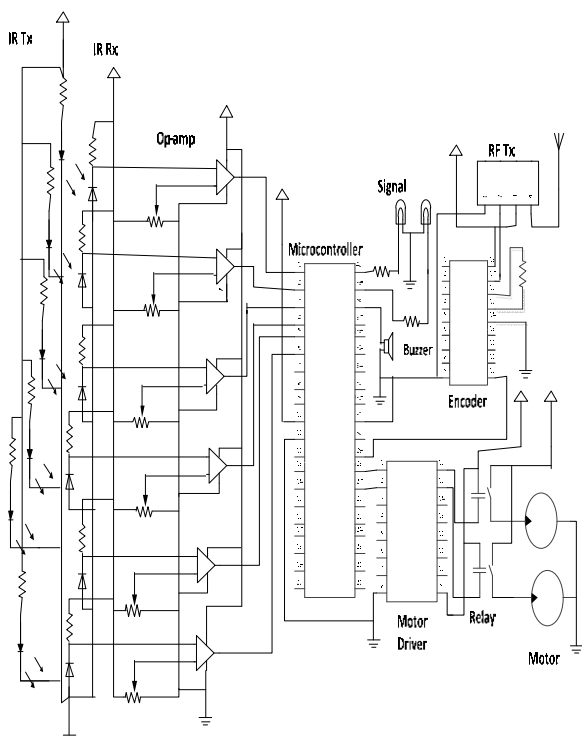 IR Tx
IR Rx
Op-amp
RF Tx
Signal
Microcontroller
Buzzer
Encoder
Motor
Driver
Relay
Motor